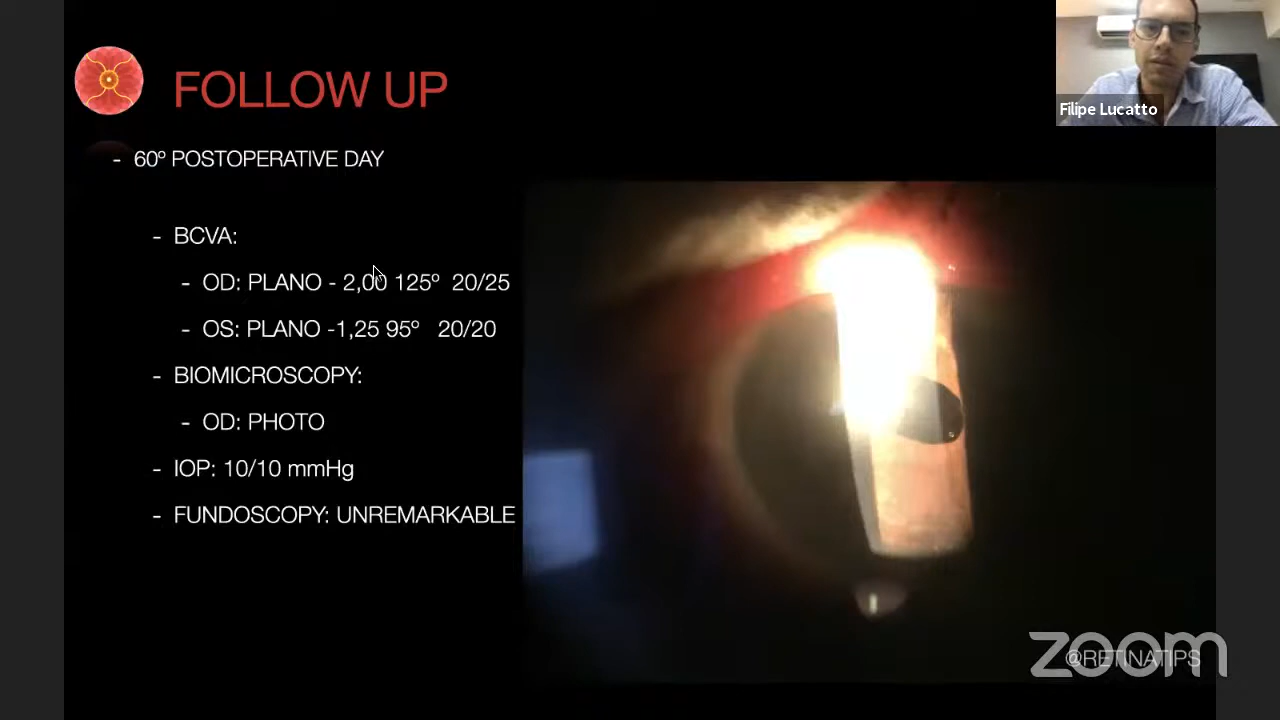 FOLLOW UP
Filipe Lucatto
- 60º POSTOPERATIVE DAY
- BCVA:
- OD: PLANO - 2,00 125º 20/25
- OS: PLANO -1,25 95º 20/20
- BIOMICROSCOPY:
- OD: PHOTO
- IOP: 10/10 mmHg
- FUNDOSCOPY: UNREMARKABLE
zoom
@RETINATIPS